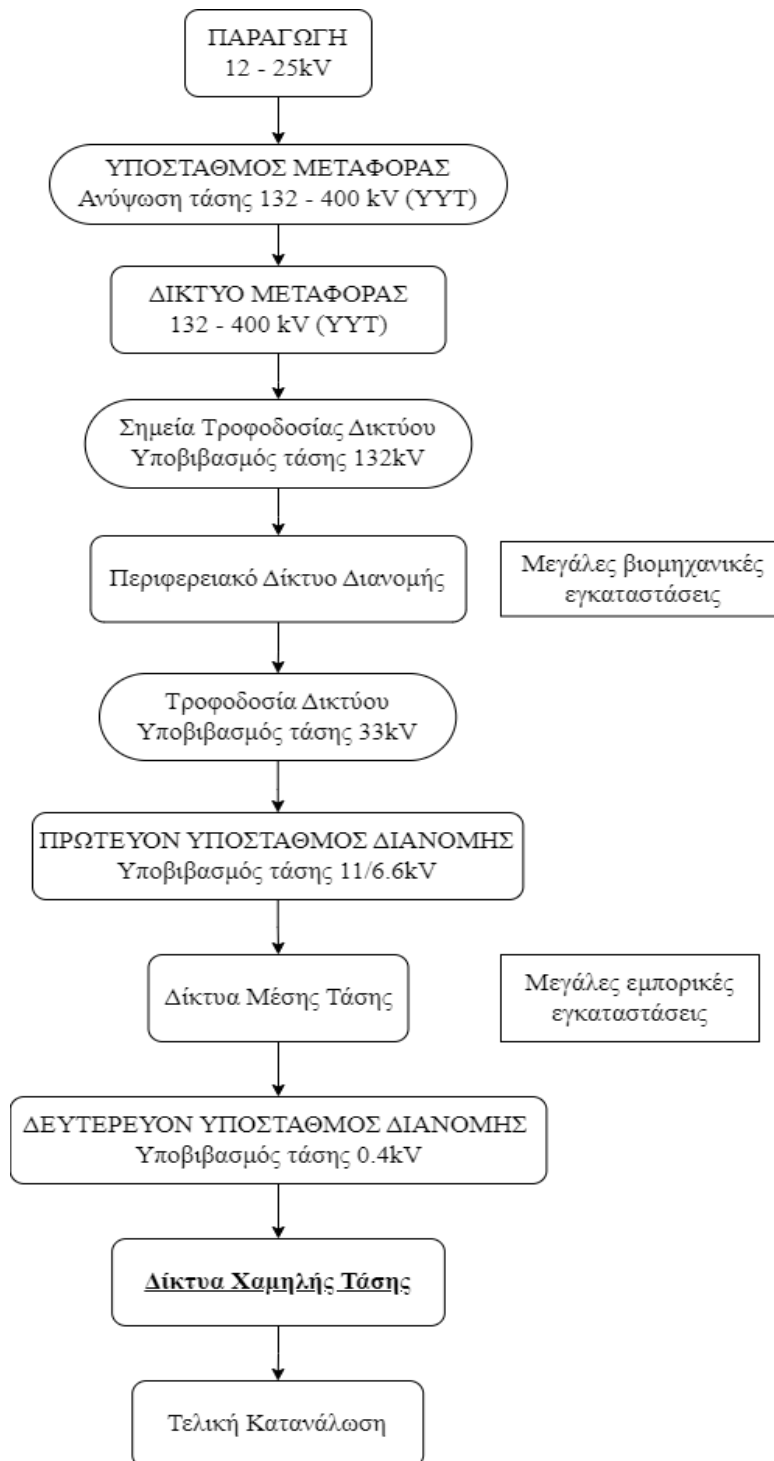 ΠΑΡΑΓΩΓΗ
12 - 25kV
ΥΠΟΣΤΑΘΜΟΣ ΜΕΤΑΦΟΡΑΣ
Ανύψωση τάσης 132 - 400 kV (ΥΥΤ)
ΔΙΚΤΥΟ ΜΕΤΑΦΟΡΑΣ
132 - 400 kV (ΥΥΤ)
Σημεία Τροφοδοσίας Δικτύου
Υποβιβασμός τάσης 132kV
Περιφερειακό Δίκτυο Διανομής
Μεγάλες βιομηχανικές
εγκαταστάσεις
Τροφοδοσία Δικτύου
Υποβιβασμός τάσης 33kV
ΠΡΩΤΕΥΟΝ ΥΠΟΣΤΑΘΜΟΣ ΔΙΑΝΟΜΗΣ
Υποβιβασμός τάσης 11/6.6kV
Δίκτυα Μέσης Τάσης
Μεγάλες εμπορικές
εγκαταστάσεις
ΔΕΥΤΕΡΕΥΟΝ ΥΠΟΣΤΑΘΜΟΣ ΔΙΑΝΟΜΗΣ
Υποβιβασμός τάσης 0.4kV
Δίκτυα Χαμηλής Τάσης
Τελική Κατανάλωση